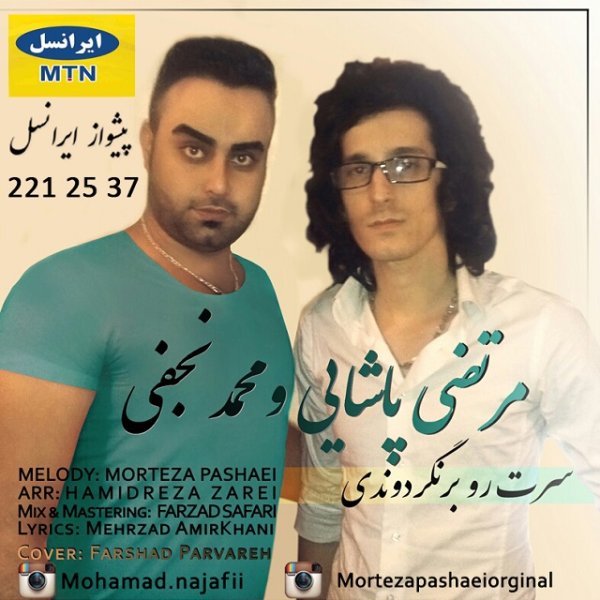 ایرانسل
MTN
پیشواز ایرانسل
221 25 37
مرتضی پاشایی و محمد نجفی
سرت رو برنگردوندی
MELODY: MORTEZA PASHAEI
ARR: HAMIDREZA ZAREI
MIX & MASTERING: FARZAD SAFARI
LYRICS: MEHRZAD AMIRKHANI
COVER: FARSHAD PARVAREH
Mohamad.najafii
Mortezapashaeiorginal